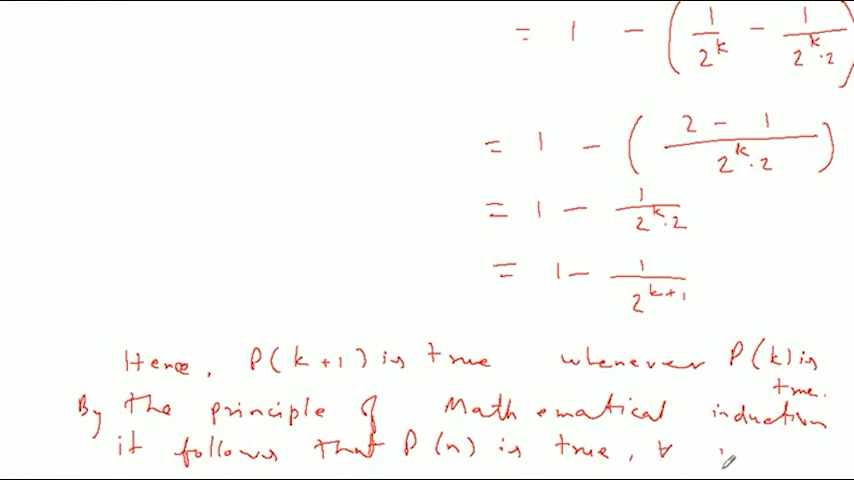 = 1 - (1/2^k - 1/2^k.2)
= 1 - (2 - 1/2^k.2)
= 1 - 1/2^k.2
= 1 - 1/2^k+1
Hence, P(k+1) is true whenever P(k) is true.
By the principle of Mathematical induction
it follows that P(n) is true, ∀